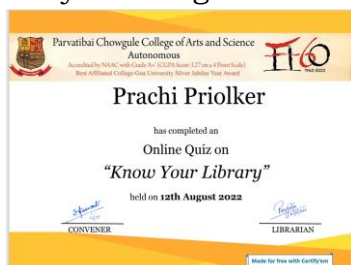 Parvatibai Chowgule College of Arts and Science
Autonomous
Accredited by NAAC with Grade 'A' (CGPA Score 3.27 on a 4 Point Scale)
Best Affiliated College-Goa University Silver Jubilee Year Award
1962-2022
Prachi Priolker
has completed an
Online Quiz on
"Know Your Library"
held on 12th August 2022
CONVENER
LIBRARIAN
Made for free with Certify'em